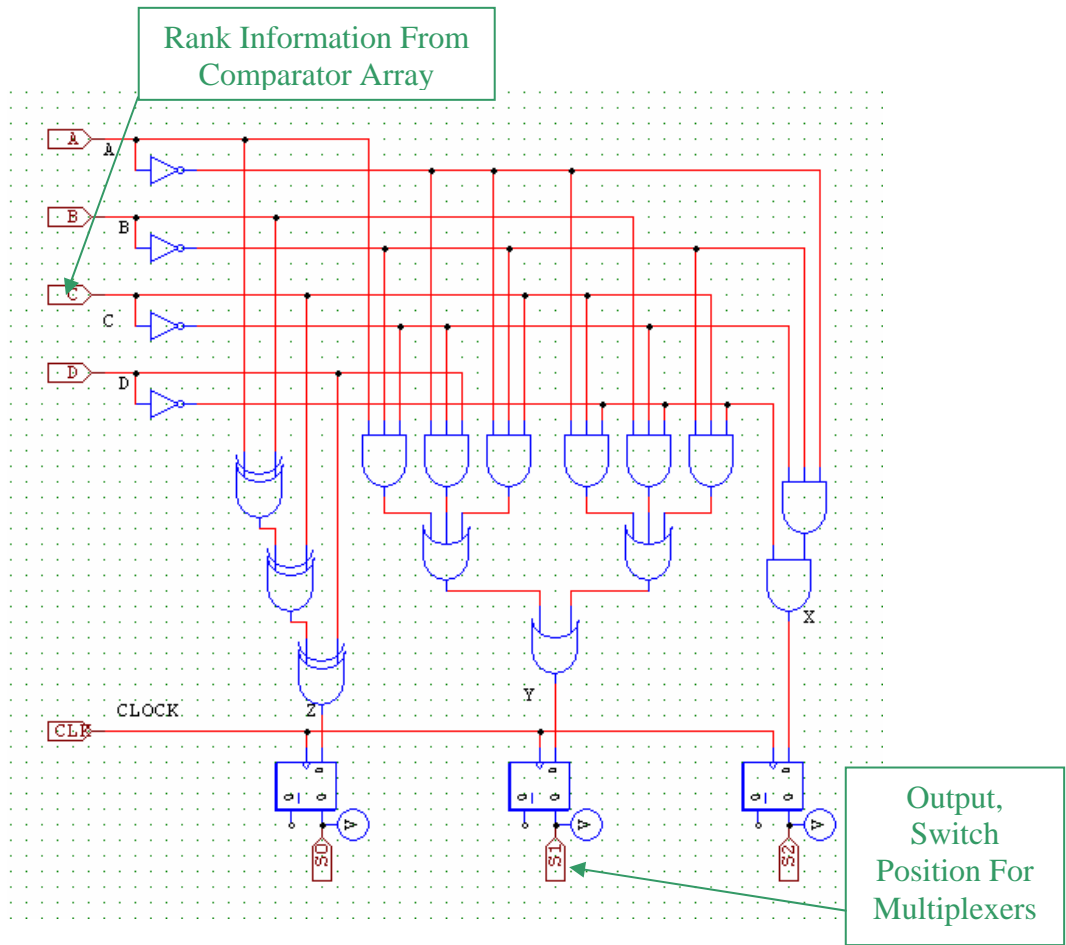 Rank Information From
Comparator Array
A
A
B
B
C
C
D
D
X
Y
Z
CLOCK
CLK
D
Q
Q
V
D
Q
Q
V
D
Q
Q
V
S0
S1
S2
Output,
Switch
Position For
Multiplexers